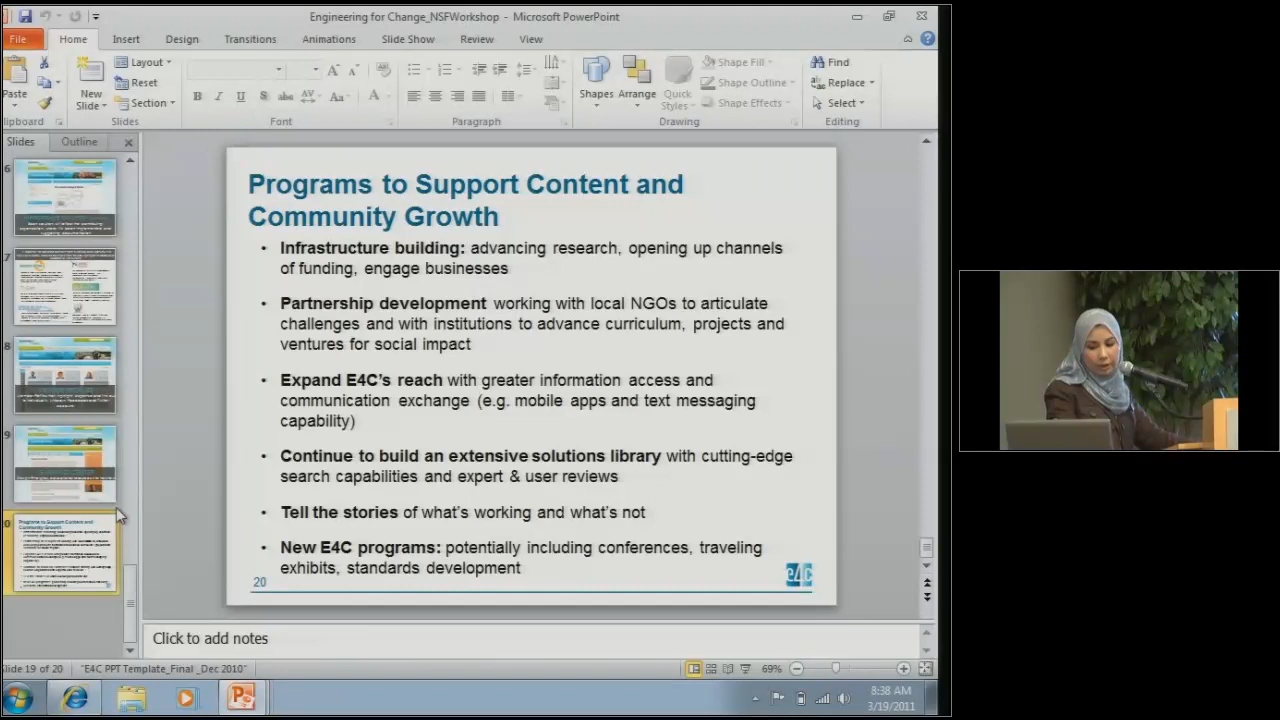 Engineering for Change_NSFWorkshop - Microsoft PowerPoint
File Home Insert Design Transitions Animations Slide Show Review View
Paste
New
Slide
Layout
Reset
Section
Shapes
Arrange
Quick
Styles
Shape Fill
Shape Outline
Shape Effects
Find
Replace
Select
lipboard Slides Font Paragraph Drawing Editing
Slides Outline
6
7
8
9
Programs to Support Content and
Community Growth
• Infrastructure building: advancing research, opening up channels
of funding, engage businesses
• Partnership development working with local NGOs to articulate
challenges and with institutions to advance curriculum, projects and
ventures for social impact
• Expand E4C's reach with greater information access and
communication exchange (e.g. mobile apps and text messaging
capability)
• Continue to build an extensive solutions library with cutting-edge
search capabilities and expert & user reviews
• Tell the stories of what's working and what's not
• New E4C programs: potentially including conferences, traveling
exhibits, standards development
20
e4c
Click to add notes
Slide 19 of 20 "E4C PPT Template_Final _Dec 2010" 69%
8:38 AM
3/19/2011